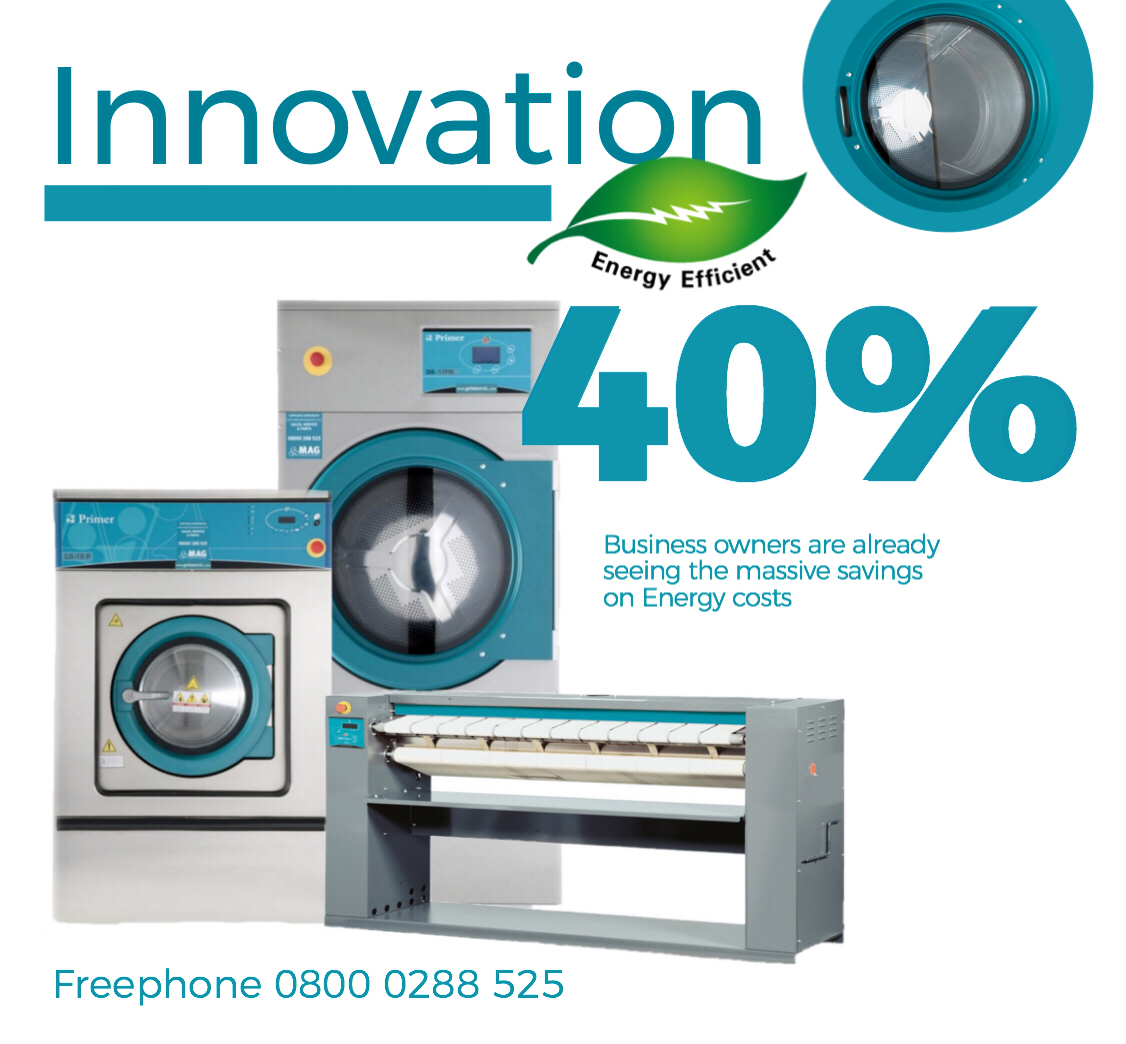 Innovation
Energy Efficient
40%
Business owners are already
seeing the massive savings
on Energy costs
Primer
MAG
Primer
MAG
Freephone 0800 0288 525